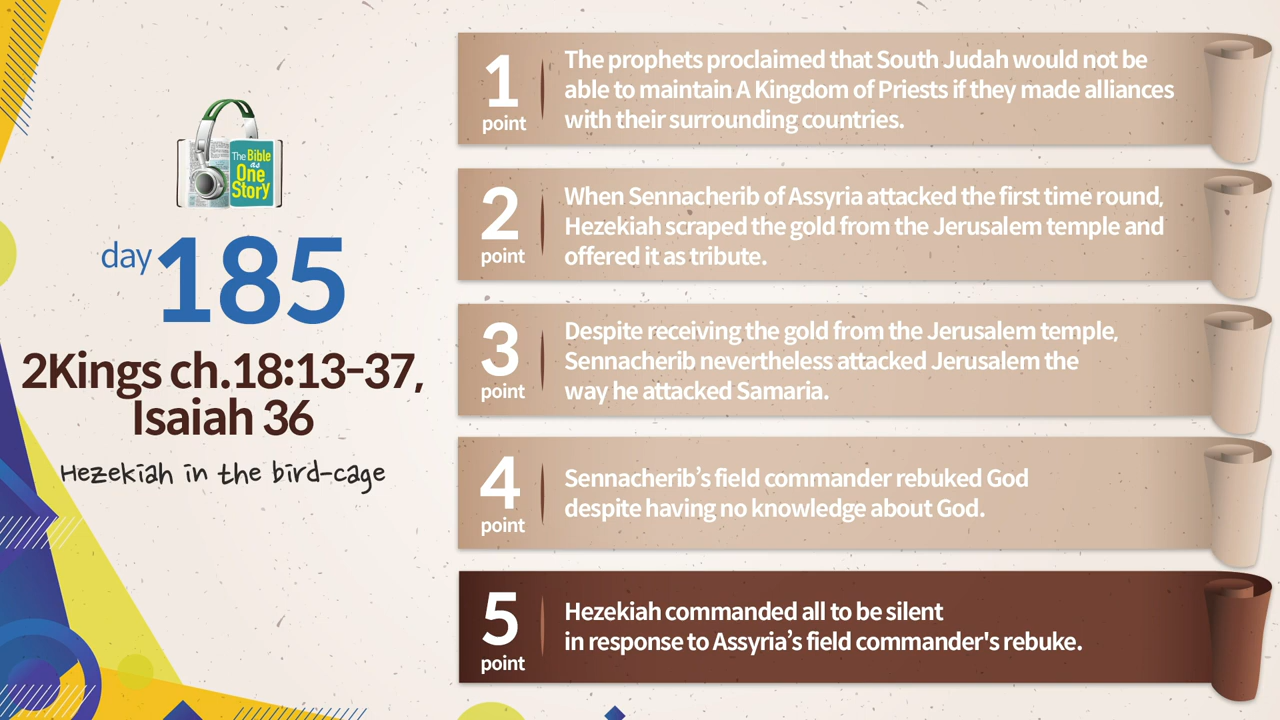 The Bible
as
One
Story
day 185
2Kings ch.18:13-37,
Isaiah 36
Hezekiah in the bird-cage
1
point
The prophets proclaimed that South Judah would not be
able to maintain A Kingdom of Priests if they made alliances
with their surrounding countries.
2
point
When Sennacherib of Assyria attacked the first time round,
Hezekiah scraped the gold from the Jerusalem temple and
offered it as tribute.
3
point
Despite receiving the gold from the Jerusalem temple,
Sennacherib nevertheless attacked Jerusalem the
way he attacked Samaria.
4
point
Sennacherib’s field commander rebuked God
despite having no knowledge about God.
5
point
Hezekiah commanded all to be silent
in response to Assyria’s field commander's rebuke.